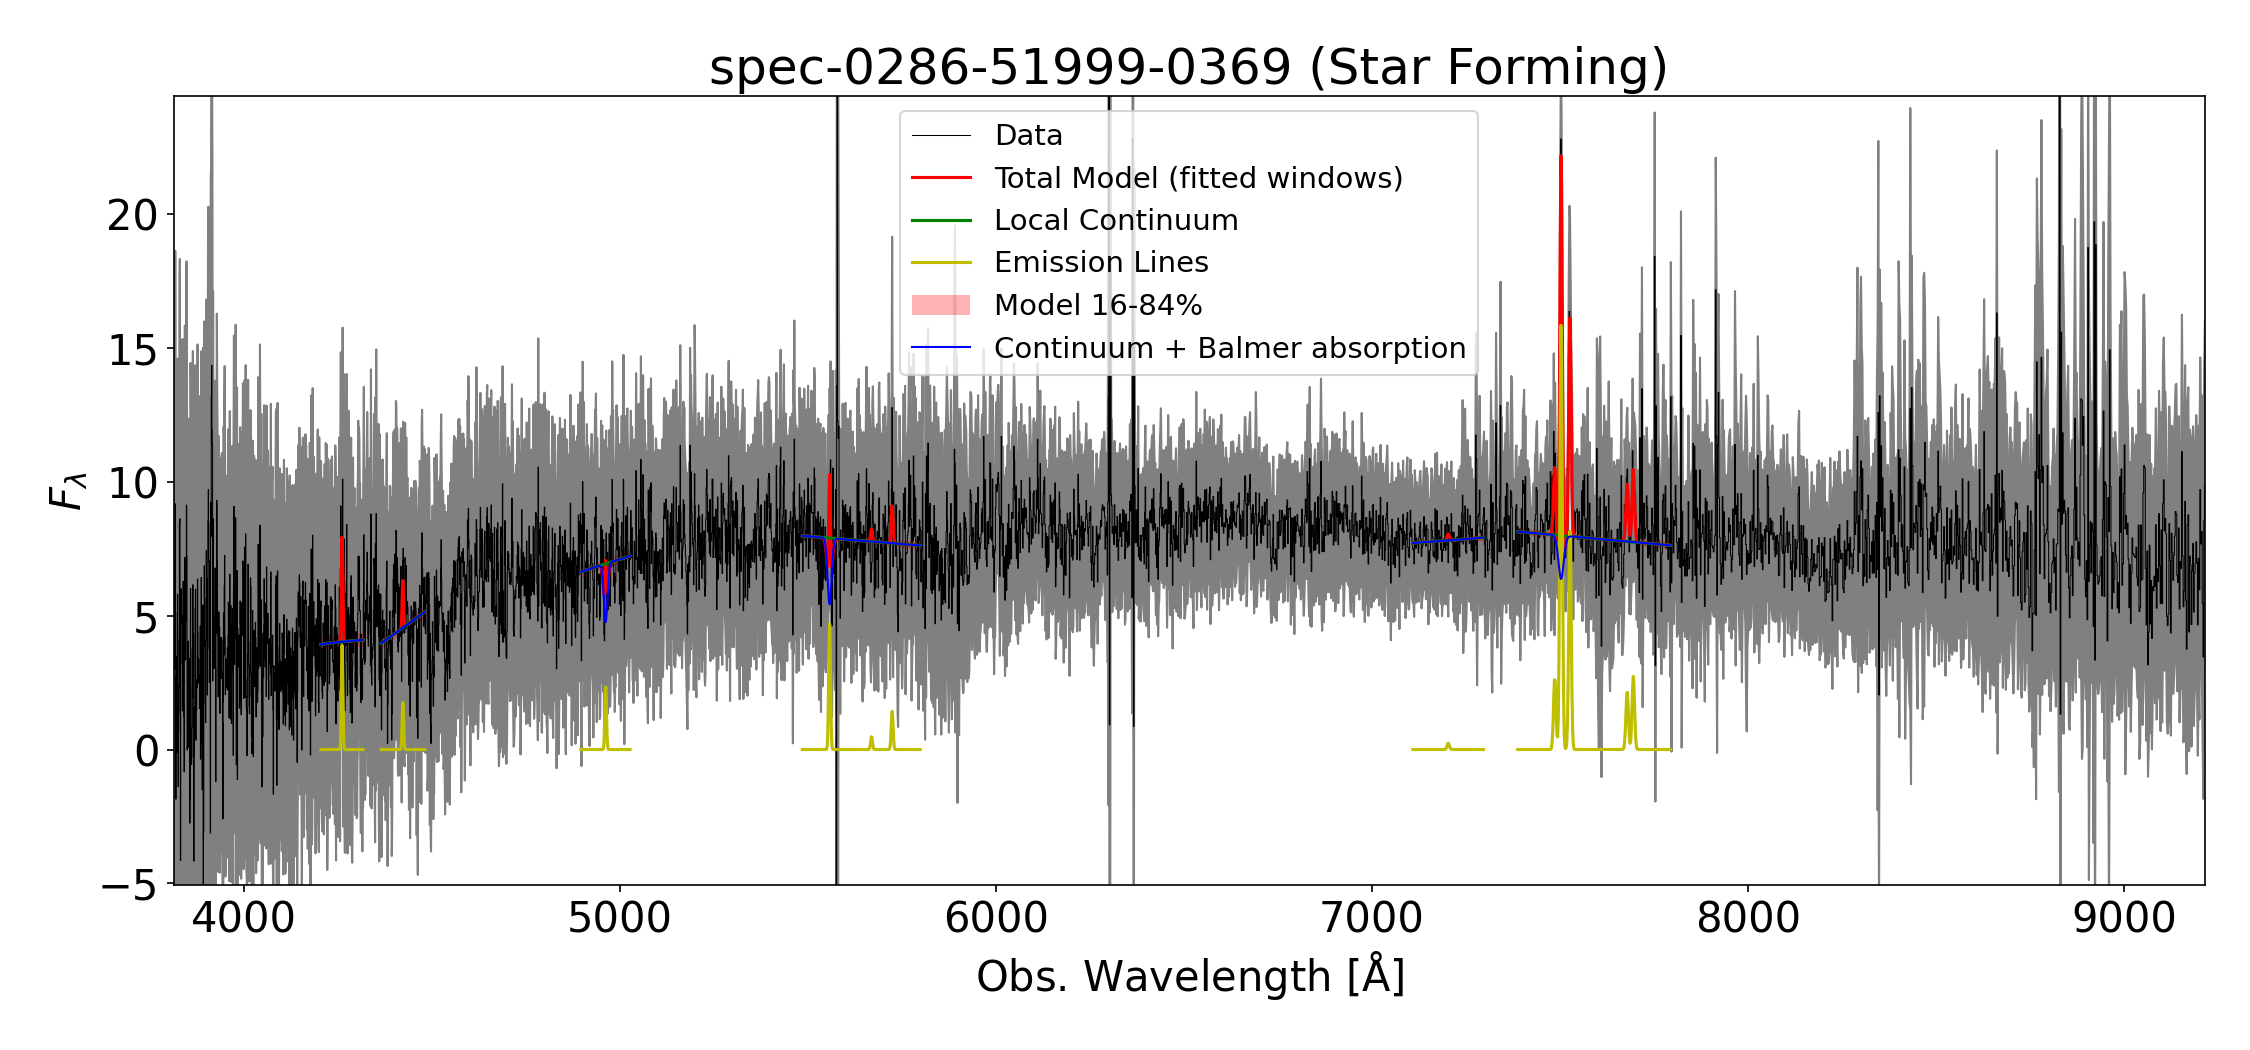 spec-0286-51999-0369 (Star Forming)
Data
Total Model (fitted windows)
Local Continuum
Emission Lines
Model 16-84%
Continuum + Balmer absorption
20
15
10
5
0
−5
F_λ
4000 5000 6000 7000 8000 9000
Obs. Wavelength [Å]